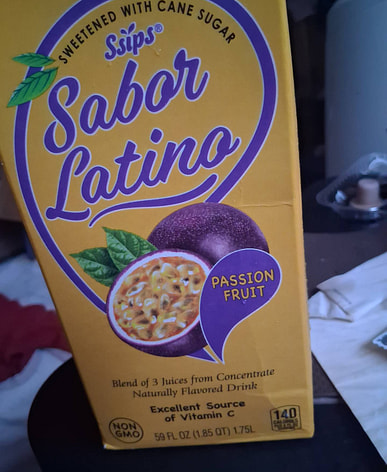 SWEETENED WITH CANE SUGAR
Ssips®
Sabor
Latino
PASSION
FRUIT
Blend of 3 Juices from Concentrate
Naturally Flavored Drink
Excellent Source
of Vitamin C
NON
GMO
140
59 FL OZ (1.85 QT) 1.75L